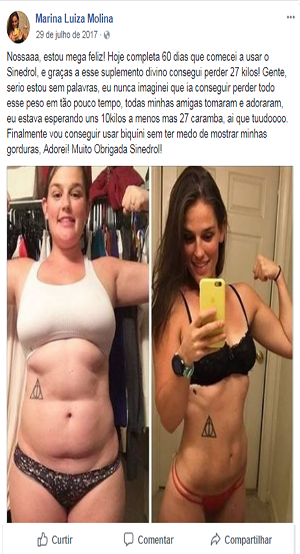 Marina Luiza Molina
29 de julho de 2017 ·
Nossaaa, estou mega feliz! Hoje completa 60 dias que comecei a usar o
Sinedrol, e graças a esse suplemento divino consegui perder 27 kilos! Gente,
serio estou sem palavras, eu nunca imaginei que ia conseguir perder todo
esse peso em tão pouco tempo, todas minhas amigas tomaram e adoraram,
eu estava esperando uns 10kilos a menos mas 27 caramba, ai que tuudoooo.
Finalmente vou conseguir usar biquini sem ter medo de mostrar minhas
gorduras, Adorei! Muito Obrigada Sinedrol!
Curtir
Comentar
Compartilhar